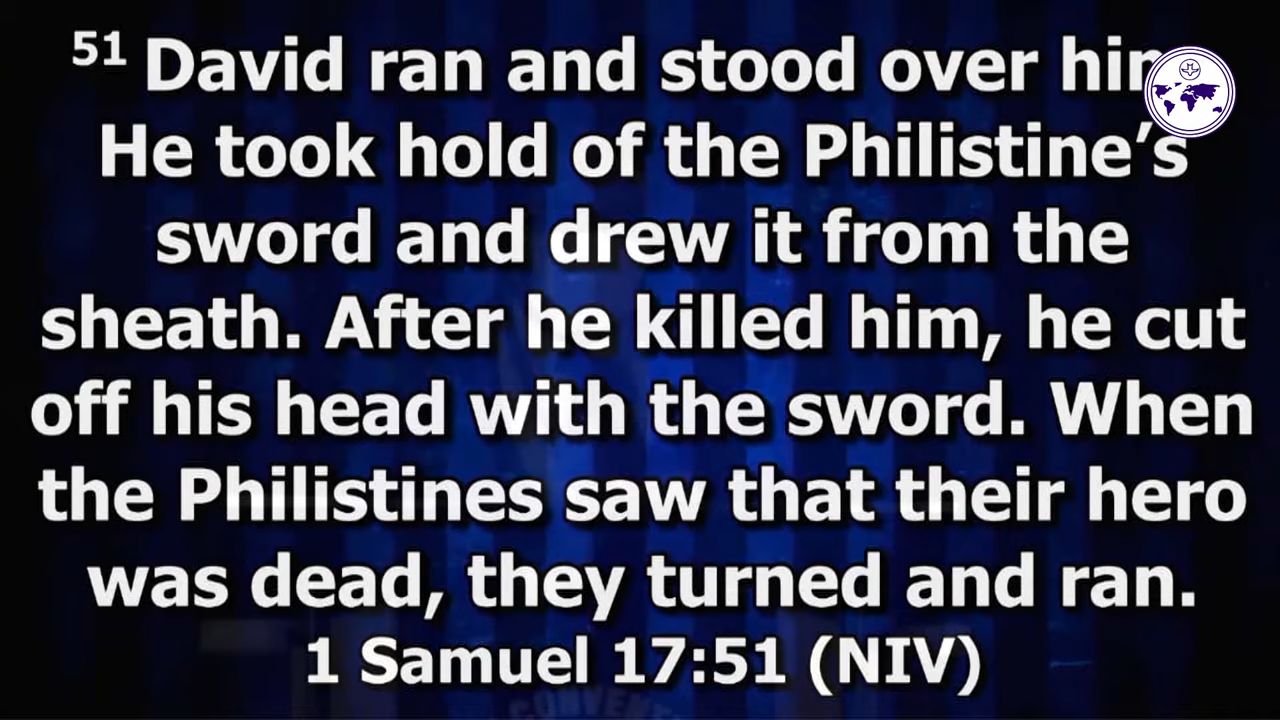 51 David ran and stood over him
He took hold of the Philistine’s
sword and drew it from the
sheath. After he killed him, he cut
off his head with the sword. When
the Philistines saw that their hero
was dead, they turned and ran.
1 Samuel 17:51 (NIV)